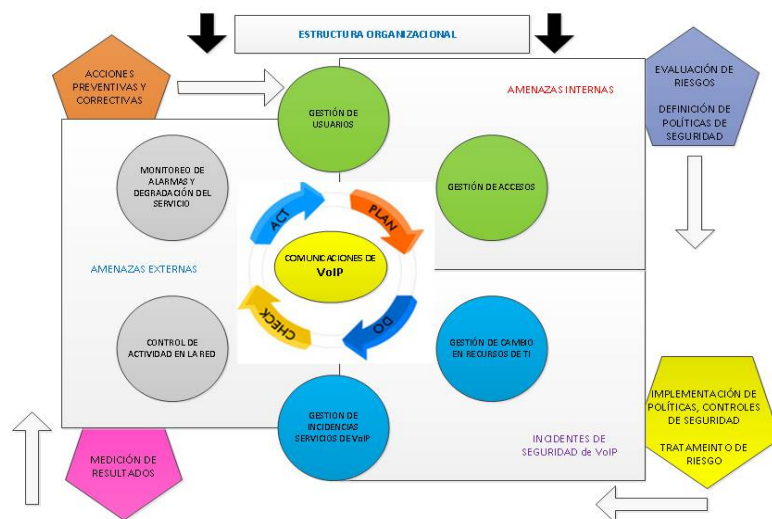 ESTRUCTURA ORGANIZACIONAL
ACCIONES
PREVENTIVAS Y
CORRECTIVAS
GESTIÓN DE
USUARIOS
AMENAZAS INTERNAS
EVALUACIÓN DE
RIESGOS
DEFINICIÓN DE
POLÍTICAS DE
SEGURIDAD
MONITOREO DE
ALARMAS Y
DEGRADACIÓN DEL
SERVICIO
GESTIÓN DE ACCESOS
ACT
PLAN
COMUNICACIONES DE
VoIP
AMENAZAS EXTERNAS
CHECK
DO
CONTROL DE
ACTIVIDAD EN LA RED
GESTIÓN DE CAMBIO
EN RECURSOS DE TI
GESTION DE
INCIDENCIAS
SERVICIOS DE VoIP
INCIDENTES DE
SEGURIDAD de VoIP
IMPLEMENTACIÓN DE
POLÍTICAS, CONTROLES
DE SEGURIDAD
TRATAMEINTO DE
RIESGO
MEDICIÓN DE
RESULTADOS